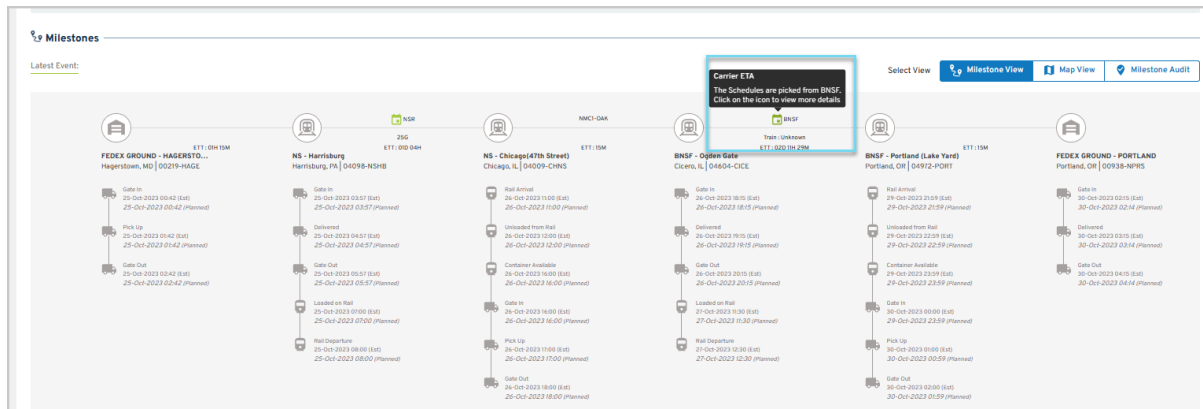 Milestones
Latest Event:
Select View
Milestone View
Map View
Milestone Audit
Carrier ETA
The Schedules are picked from BNSF.
Click on the icon to view more details
NSR
25G
ETT : 01H 15M
ETT : 01D 04H
NMC1-OAK
ETT : 15M
BNSF
Train : Unknown
ETT : 02D 11H 29M
ETT : 15M
FEDEX GROUND - HAGERSTO...
Hagerstown, MD | 00219-HAGE
Gate In
25-Oct-2023 00:42 (Est)
25-Oct-2023 00:42 (Planned)
Pick Up
25-Oct-2023 01:42 (Est)
25-Oct-2023 01:42 (Planned)
Gate Out
25-Oct-2023 02:42 (Est)
25-Oct-2023 02:42 (Planned)
NS - Harrisburg
Harrisburg, PA | 04098-NSHB
Gate In
25-Oct-2023 03:57 (Est)
25-Oct-2023 03:57 (Planned)
Delivered
25-Oct-2023 04:57 (Est)
25-Oct-2023 04:57 (Planned)
Gate Out
25-Oct-2023 05:57 (Est)
25-Oct-2023 05:57 (Planned)
Loaded on Rail
25-Oct-2023 07:00 (Est)
25-Oct-2023 07:00 (Planned)
Rail Departure
25-Oct-2023 08:00 (Est)
25-Oct-2023 08:00 (Planned)
NS - Chicago(47th Street)
Chicago, IL | 04009-CHNS
Rail Arrival
26-Oct-2023 11:00 (Est)
26-Oct-2023 11:00 (Planned)
Unloaded from Rail
26-Oct-2023 12:00 (Est)
26-Oct-2023 12:00 (Planned)
Container Available
26-Oct-2023 16:00 (Est)
26-Oct-2023 16:00 (Planned)
Gate In
26-Oct-2023 16:00 (Est)
26-Oct-2023 16:00 (Planned)
Pick Up
26-Oct-2023 17:00 (Est)
26-Oct-2023 17:00 (Planned)
Gate Out
26-Oct-2023 18:00 (Est)
26-Oct-2023 18:00 (Planned)
BNSF - Ogden Gate
Cicero, IL | 04604-CICE
Gate In
26-Oct-2023 18:15 (Est)
26-Oct-2023 18:15 (Planned)
Delivered
26-Oct-2023 19:15 (Est)
26-Oct-2023 19:15 (Planned)
Gate Out
26-Oct-2023 20:15 (Est)
26-Oct-2023 20:15 (Planned)
Loaded on Rail
27-Oct-2023 11:30 (Est)
27-Oct-2023 11:30 (Planned)
Rail Departure
27-Oct-2023 12:30 (Est)
27-Oct-2023 12:30 (Planned)
BNSF - Portland (Lake Yard)
Portland, OR | 04972-PORT
Rail Arrival
29-Oct-2023 21:59 (Est)
29-Oct-2023 21:59 (Planned)
Unloaded from Rail
29-Oct-2023 22:59 (Est)
29-Oct-2023 22:59 (Planned)
Container Available
29-Oct-2023 23:59 (Est)
29-Oct-2023 23:59 (Planned)
Gate In
30-Oct-2023 00:00 (Est)
29-Oct-2023 23:59 (Planned)
Pick Up
30-Oct-2023 01:00 (Est)
30-Oct-2023 00:59 (Planned)
Gate Out
30-Oct-2023 02:00 (Est)
30-Oct-2023 01:59 (Planned)
FEDEX GROUND - PORTLAND
Portland, OR | 00938-NPRS
Gate In
30-Oct-2023 02:15 (Est)
30-Oct-2023 02:14 (Planned)
Delivered
30-Oct-2023 03:15 (Est)
30-Oct-2023 03:14 (Planned)
Gate Out
30-Oct-2023 04:15 (Est)
30-Oct-2023 04:14 (Planned)